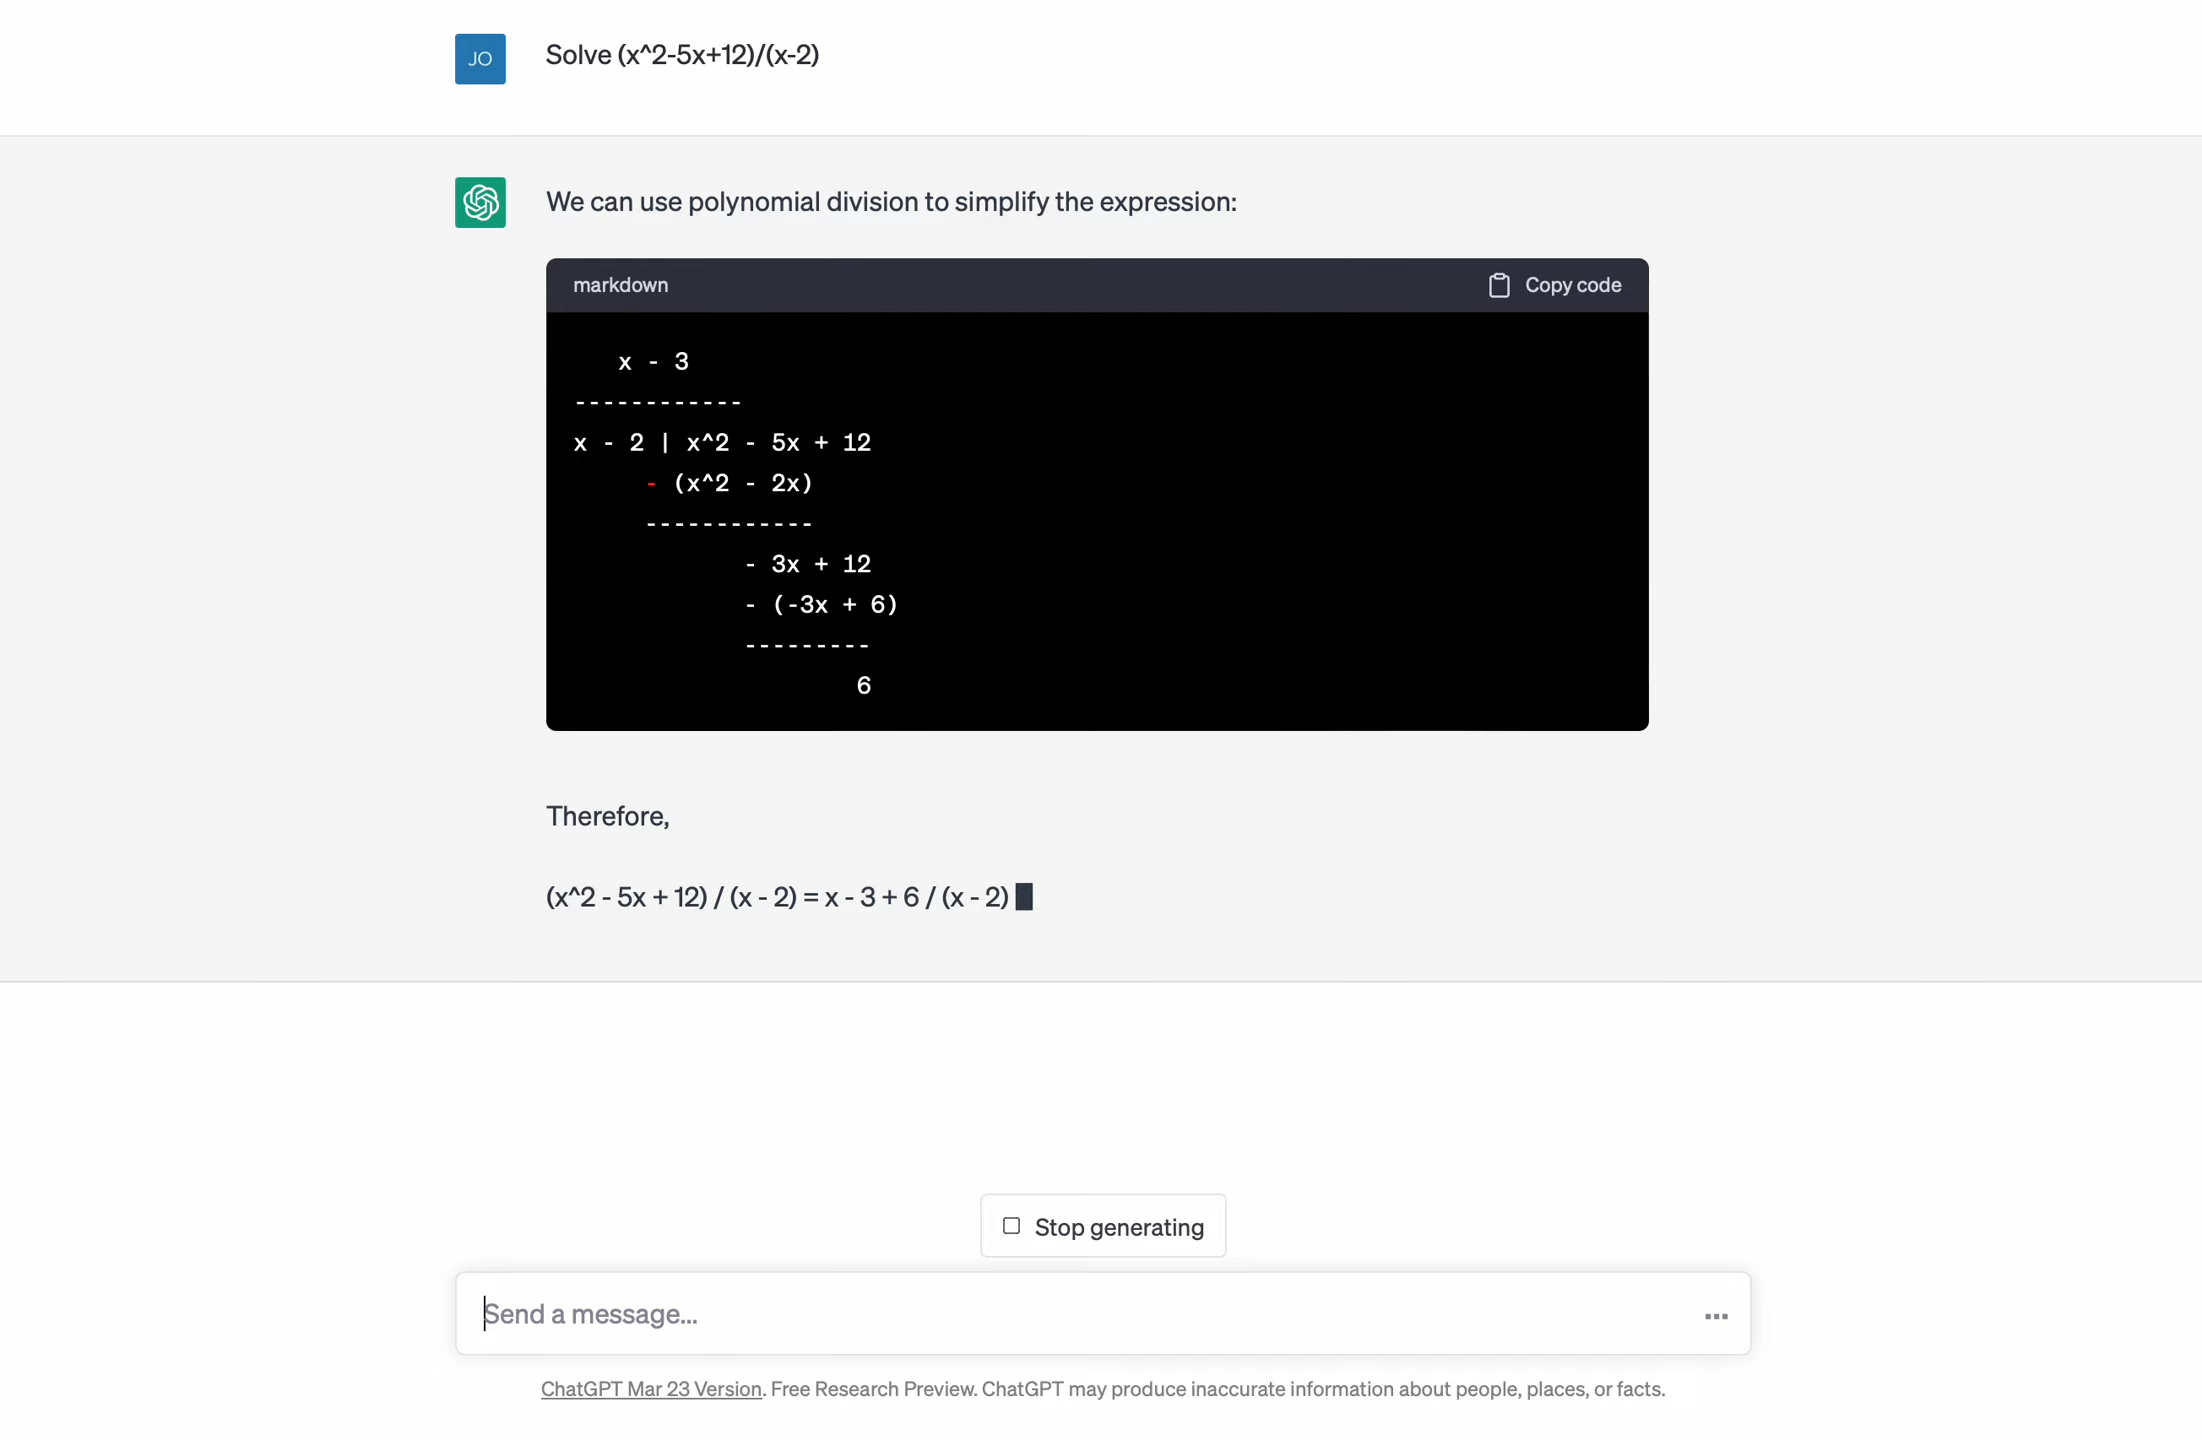 JO
Solve (x^2-5x+12)/(x-2)
We can use polynomial division to simplify the expression:
markdown
Copy code
x - 3
------------
x - 2 | x^2 - 5x + 12
- (x^2 - 2x)
------------
- 3x + 12
- (-3x + 6)
---------
6
Therefore,
(x^2 - 5x + 12) / (x - 2) = x - 3 + 6 / (x - 2)
Stop generating
Send a message...
ChatGPT Mar 23 Version. Free Research Preview. ChatGPT may produce inaccurate information about people, places, or facts.